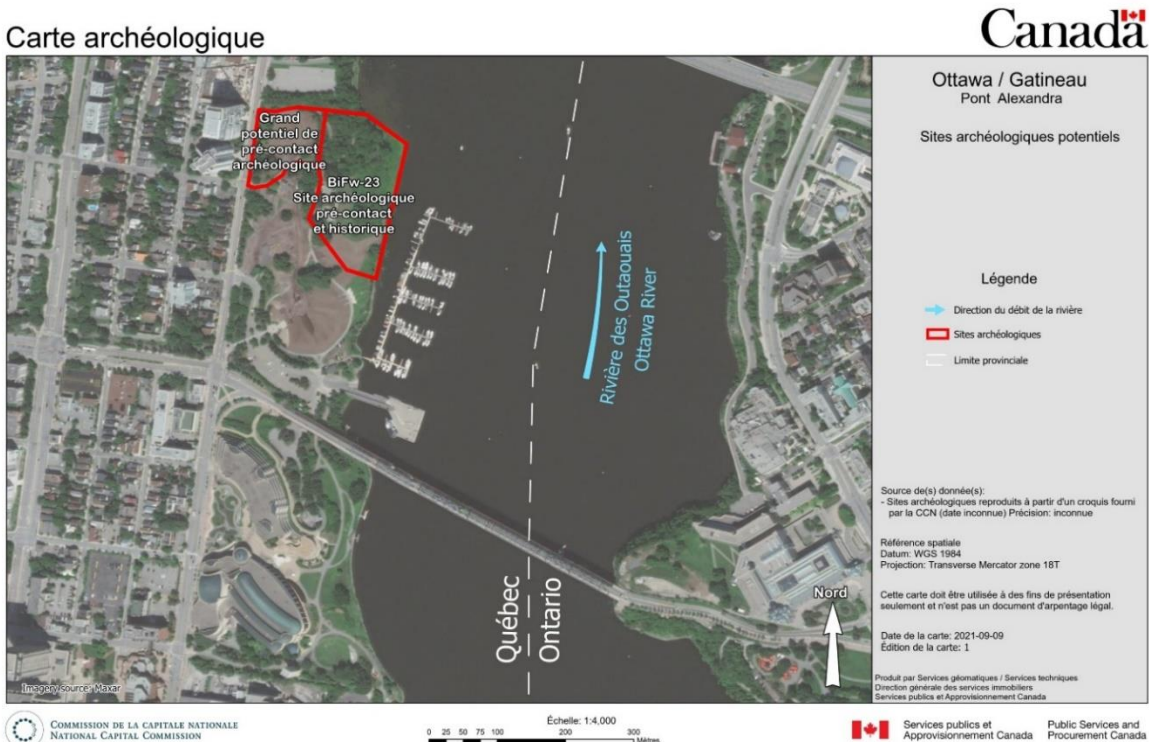 Carte archéologique
Canada
Grand
potentiel de
pré-contact
archéologique
BiFw-23
Site archéologique
pré-contact
et historique
Rivière des Outaouais
Ottawa River
Québec
Ontario
Nord
Imagery source: Maxar
Ottawa / Gatineau
Pont Alexandra
Sites archéologiques potentiels
Légende
Direction du débit de la rivière
Sites archéologiques
Limite provinciale
Source de(s) donnée(s):
- Sites archéologiques reproduits à partir d'un croquis fourni
par la CCN (date inconnue) Précision: inconnue
Référence spatiale
Datum: WGS 1984
Projection: Transverse Mercator zone 18T
Cette carte doit être utilisée à des fins de présentation
seulement et n'est pas un document d'arpentage légal.
Date de la carte: 2021-09-09
Édition de la carte: 1
Produit par Services géomatiques / Services techniques
Direction générale des services immobiliers
Services publics et Approvisionnement Canada
COMMISSION DE LA CAPITALE NATIONALE
NATIONAL CAPITAL COMMISSION
Échelle: 1:4,000
0 25 50 75 100 200 300
Mètres
Services publics et
Approvisionnement Canada
Public Services and
Procurement Canada